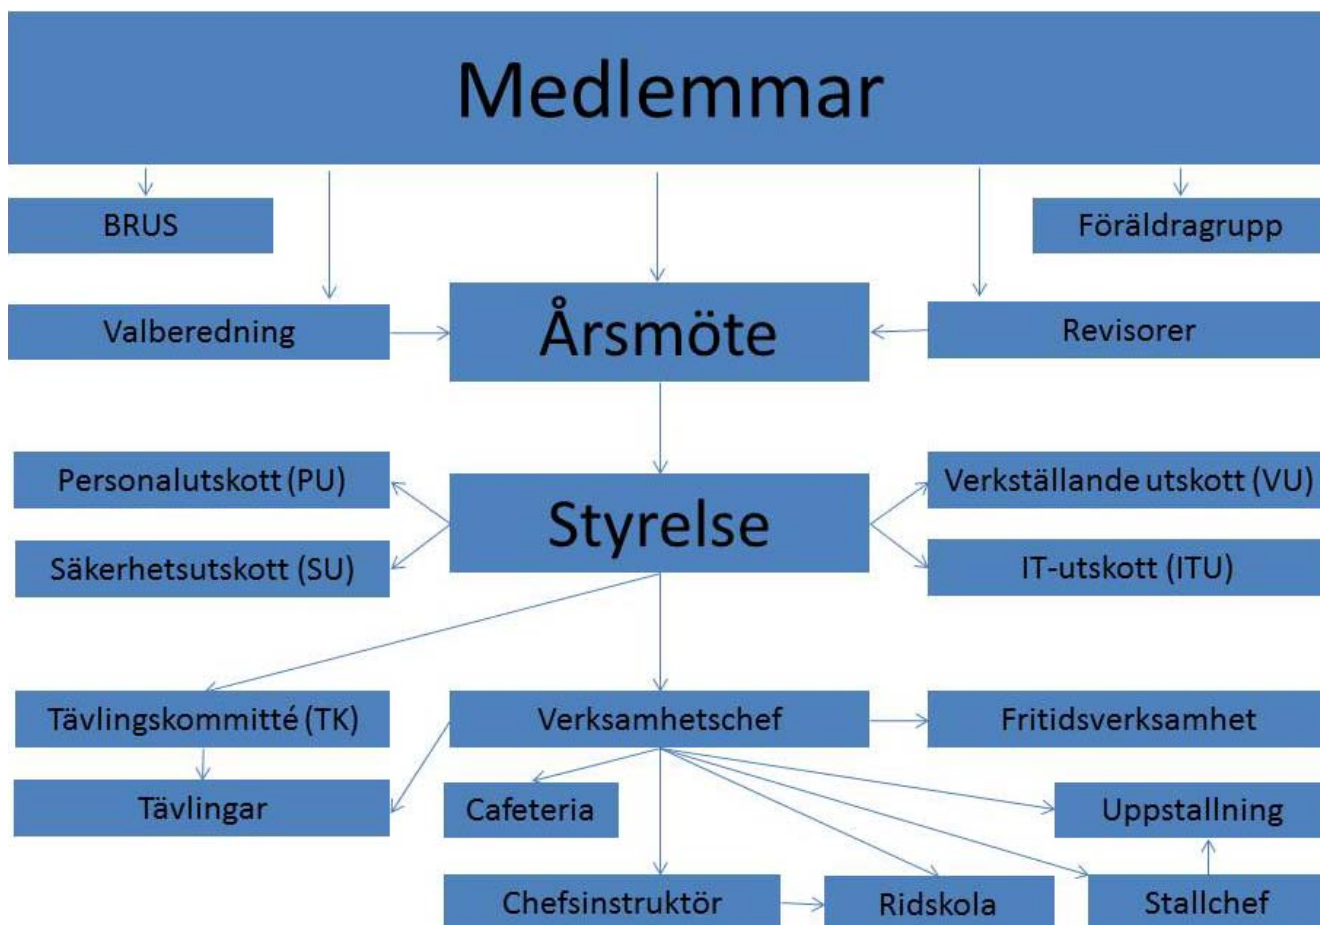 Medlemmar
BRUS
Föräldragrupp
Valberedning
Årsmöte
Revisorer
Personalutskott (PU)
Styrelse
Verkställande utskott (VU)
Säkerhetsutskott (SU)
IT-utskott (ITU)
Tävlingskommitté (TK)
Verksamhetschef
Fritidsverksamhet
Tävlingar
Cafeteria
Uppstallning
Chefsinstruktör
Ridskola
Stallchef